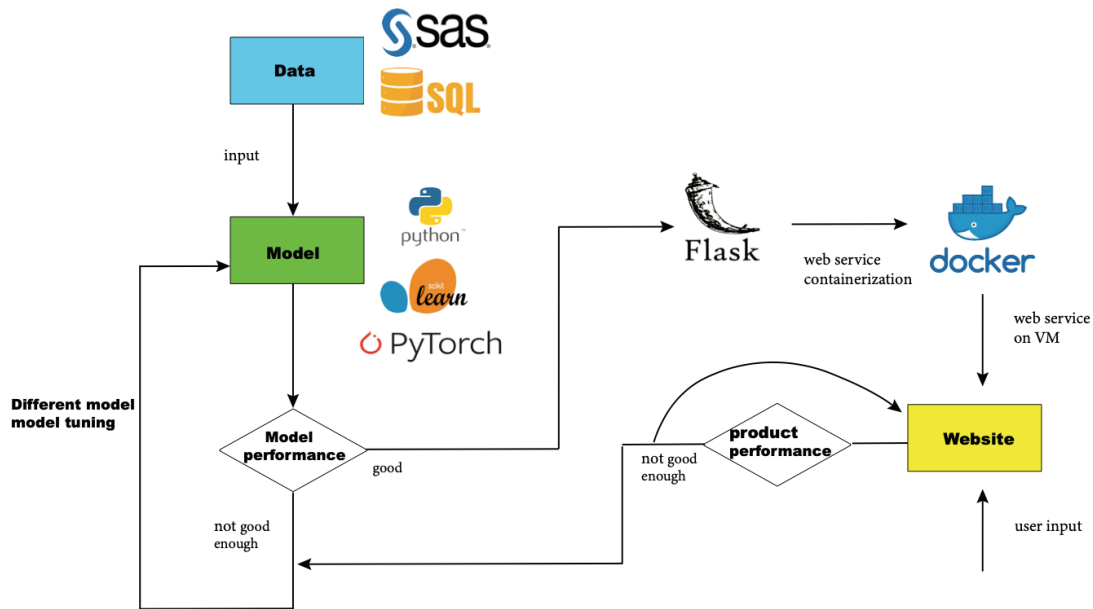 sas
Data
SQL
input
python
Model
Flask
docker
web service
containerization
scikit
learn
PyTorch
web service
on VM
Different model
model tuning
Model
performance
good
product
performance
not good
enough
Website
not good
enough
user input